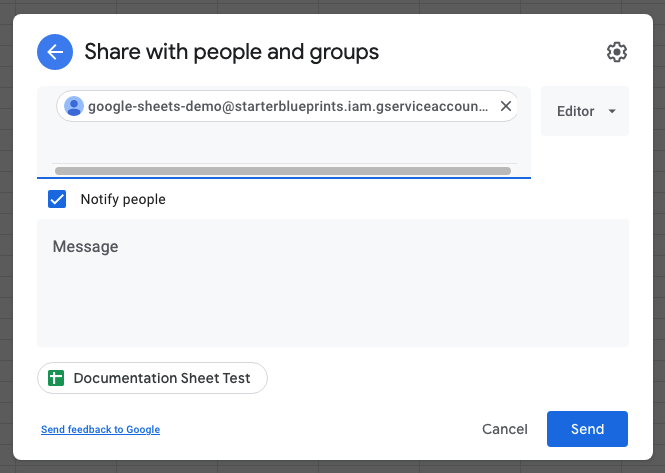 Share with people and groups
google-sheets-demo@starterblueprints.iam.gserviceaccoun...
Editor
Notify people
Message
Documentation Sheet Test
Send feedback to Google
Cancel
Send